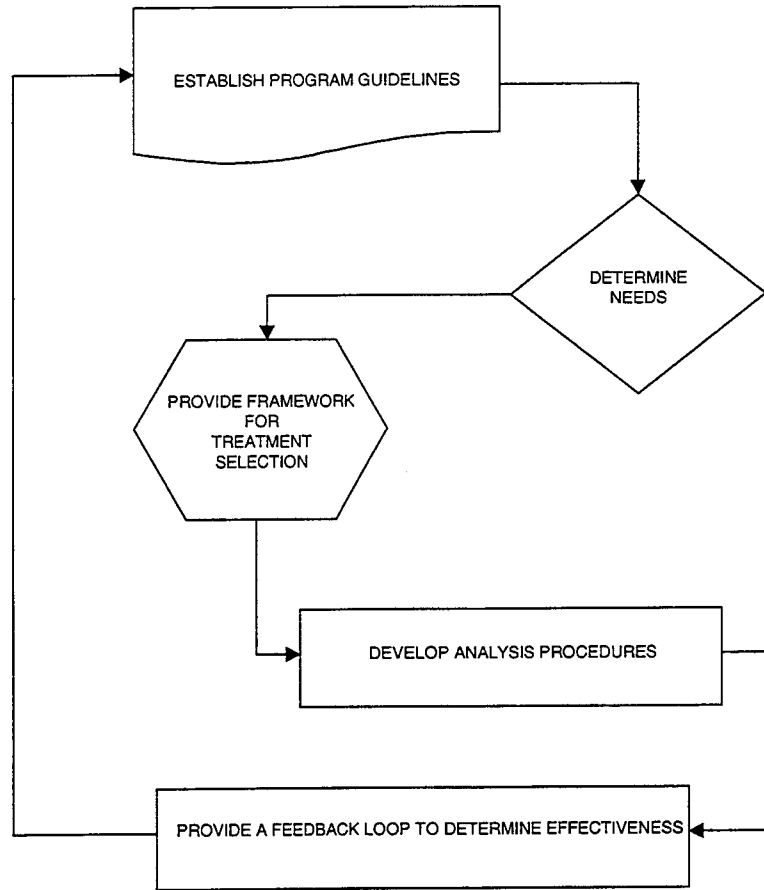 ESTABLISH PROGRAM GUIDELINES
DETERMINE
NEEDS
PROVIDE FRAMEWORK
FOR
TREATMENT
SELECTION
DEVELOP ANALYSIS PROCEDURES
PROVIDE A FEEDBACK LOOP TO DETERMINE EFFECTIVENESS